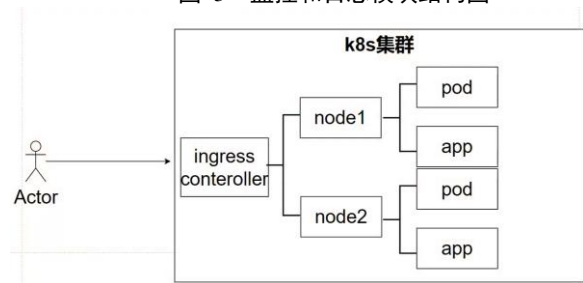 k8s集群
pod
node1
app
ingress
conteroller
Actor
pod
node2
app